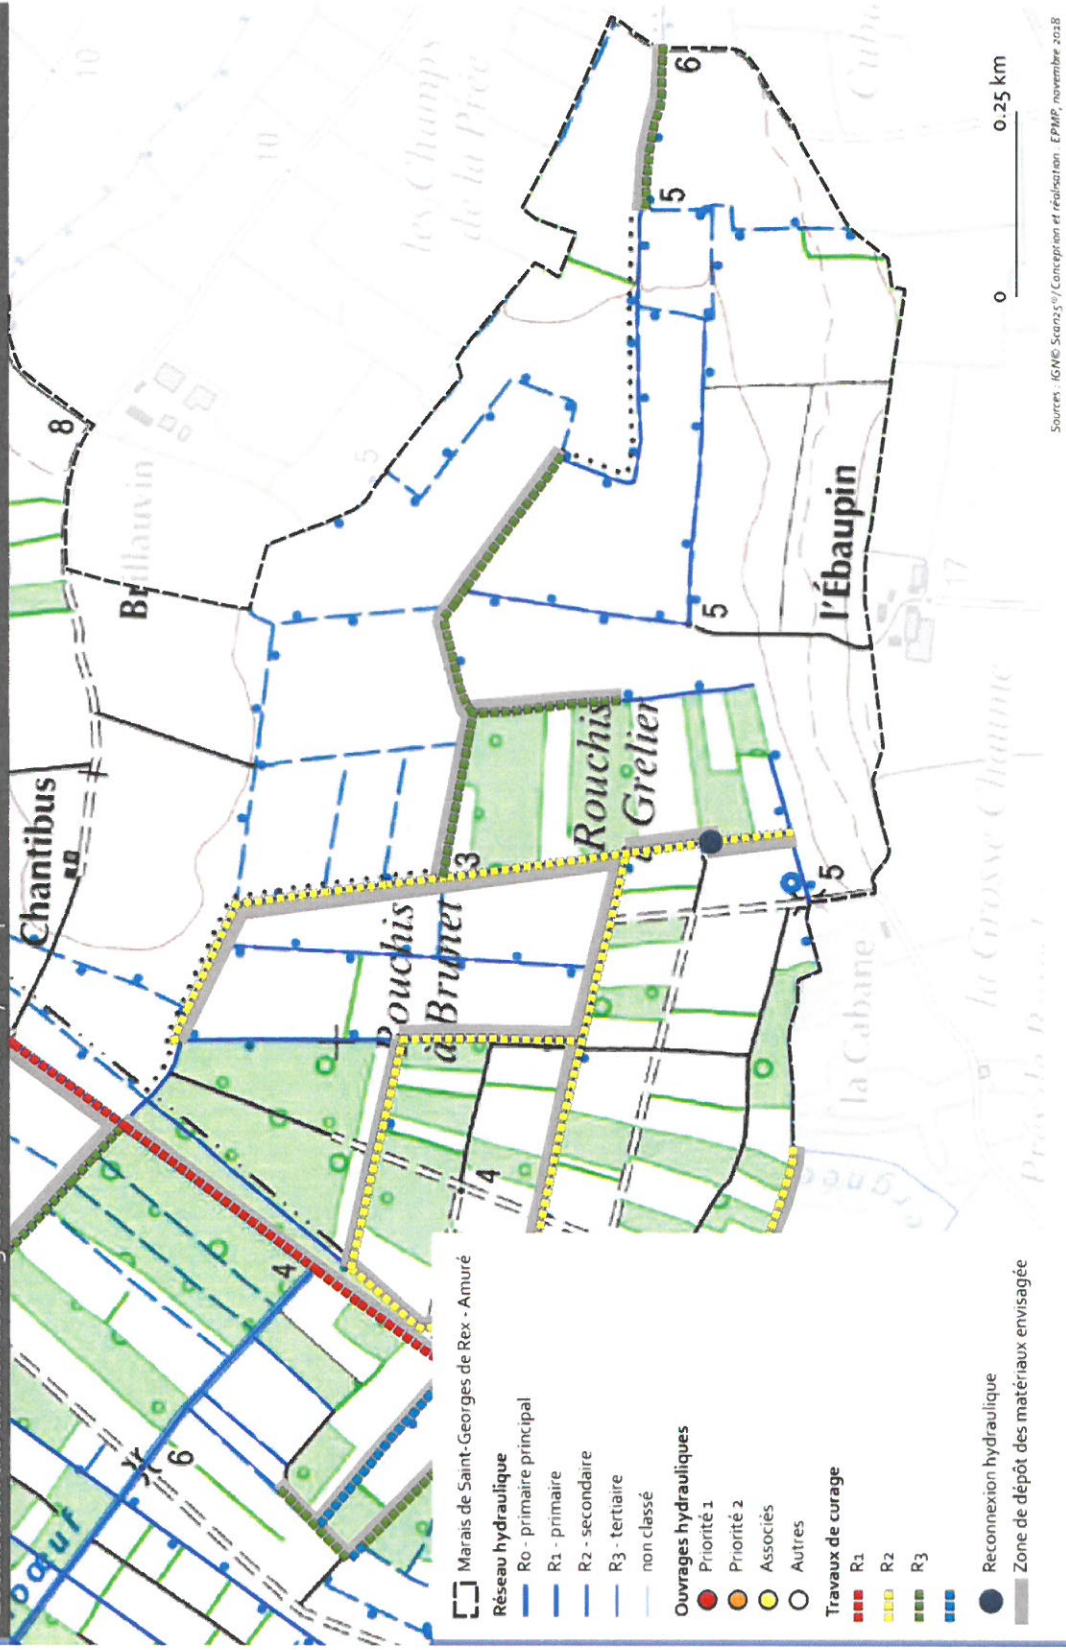 Chantibus
Brillauvin
8
10
10
les Champs
de la Prée
5
6
5
3
Rouchis
à Brunet
Rouchis
à Grelier
5
l'Ébaupin
17
5
4
4
6
la Cabane
la Grosse Chaume
0
0.25 km
Marais de Saint-Georges de Rex - Amuré
Réseau hydraulique
R0 - primaire principal
R1 - primaire
R2 - secondaire
R3 - tertiaire
non classé
Ouvrages hydrauliques
Priorité 1
Priorité 2
Associés
Autres
Travaux de curage
R1
R2
R3
Reconnexion hydraulique
Zone de dépôt des matériaux envisagée
Sources : IGN© Scan25®/ Conception et réalisation : EPMP, novembre 2018